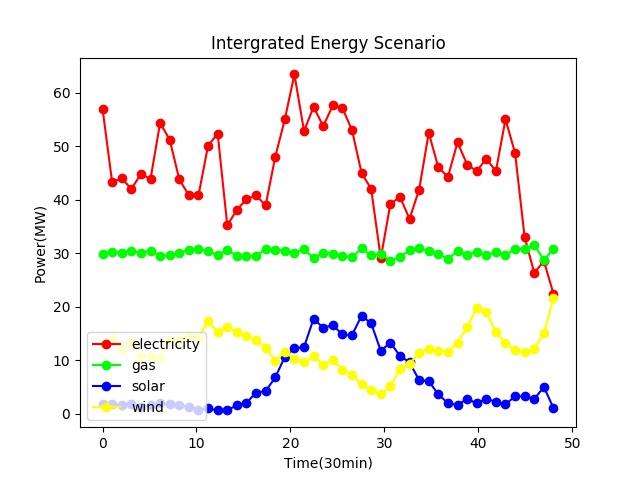 Intergrated Energy Scenario
Power(MW)
60
50
40
30
20
10
0
electricity
gas
solar
wind
0 10 20 30 40 50
Time(30min)